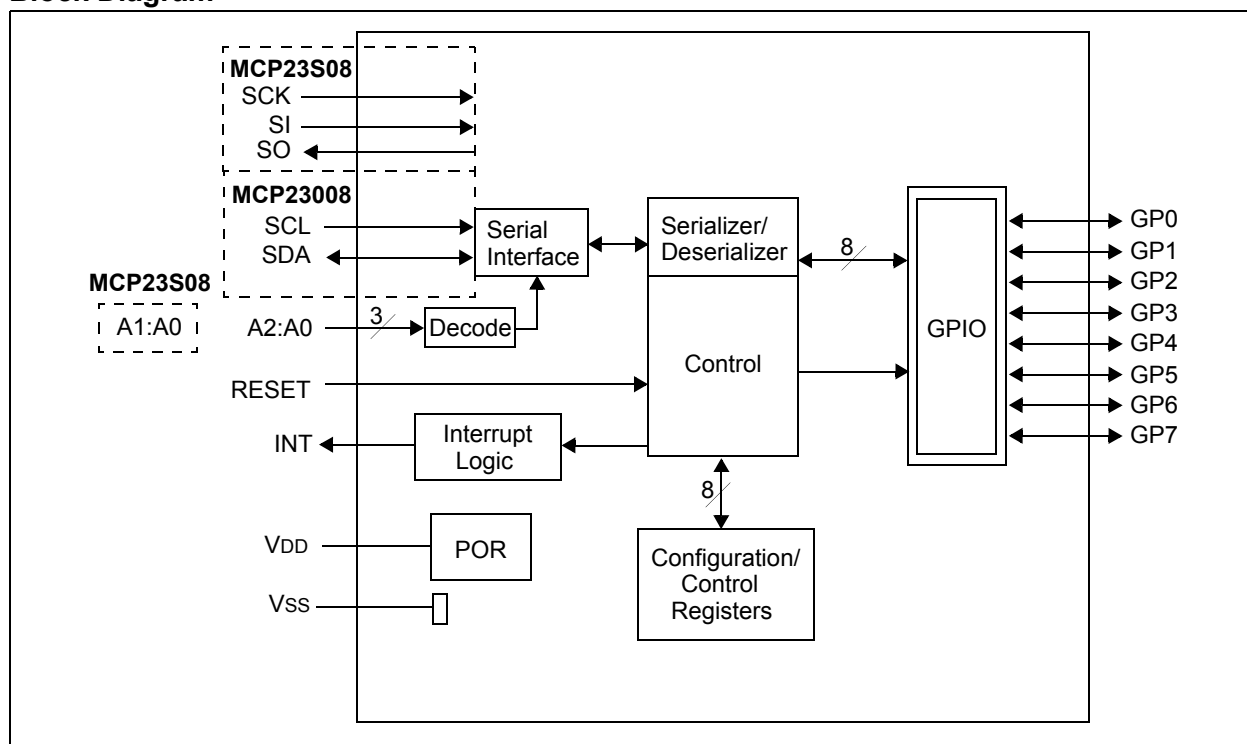 MCP23S08
SCK
SI
SO
MCP23008
SCL
SDA
MCP23S08
A1:A0
A2:A0
3
Decode
Serial
Interface
Serializer/
Deserializer
8
Control
GPIO
GP0
GP1
GP2
GP3
GP4
GP5
GP6
GP7
RESET
INT
Interrupt
Logic
8
VDD
POR
VSS
Configuration/
Control
Registers